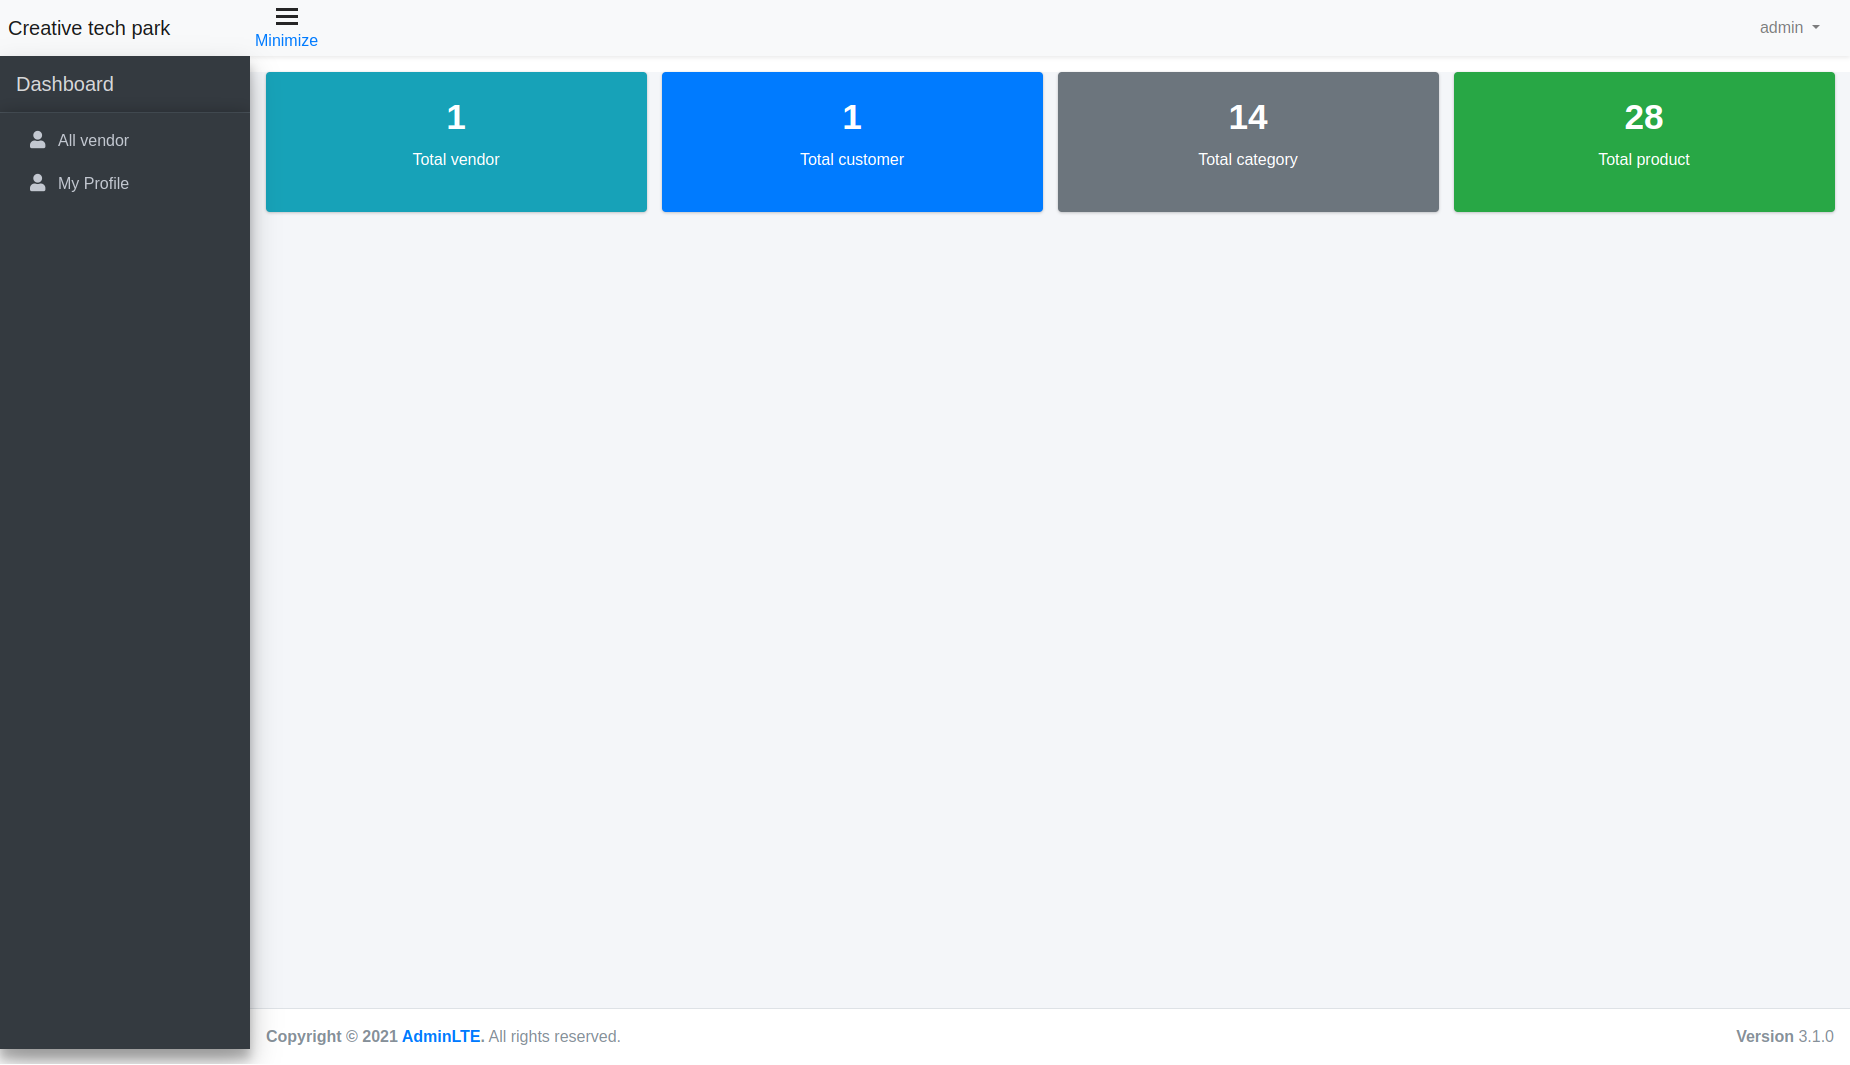 Creative tech park
Minimize
admin
Dashboard
All vendor
My Profile
1
Total vendor
1
Total customer
14
Total category
28
Total product
Copyright © 2021 AdminLTE. All rights reserved.
Version 3.1.0